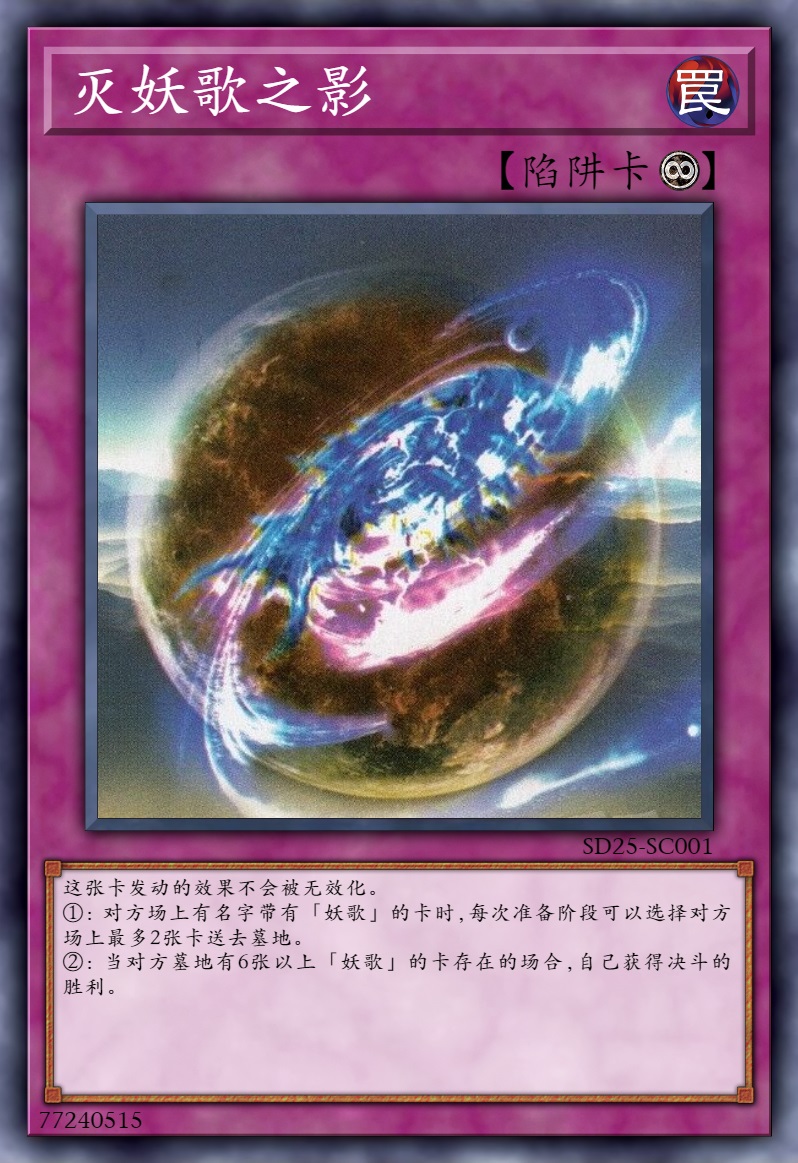 灭妖歌之影
罠
【陷阱卡♾】
SD25-SC001
这张卡发动的效果不会被无效化。
①: 对方场上有名字带有「妖歌」的卡时,每次准备阶段可以选择对方
场上最多2张卡送去墓地。
②: 当对方墓地有6张以上「妖歌」的卡存在的场合,自己获得决斗的
胜利。
77240515